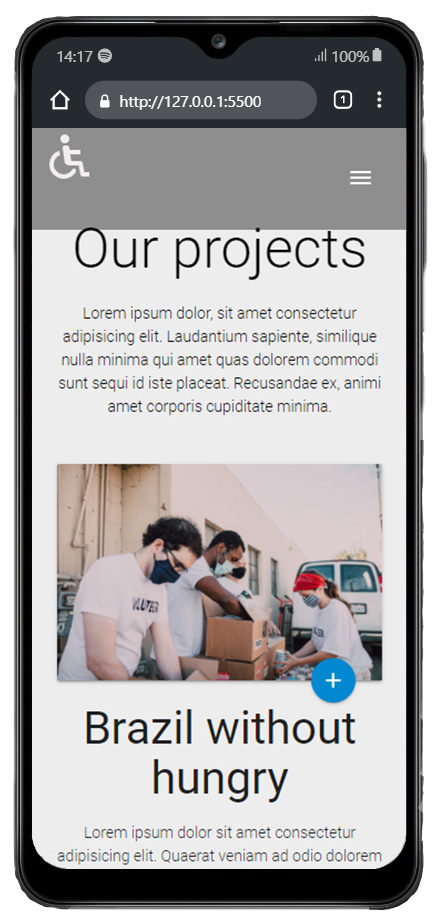 14:17
100%
http://127.0.0.1:5500
1
Our projects
Lorem ipsum dolor, sit amet consectetur
adipisicing elit. Laudantium sapiente, similique
nulla minima qui amet quas dolorem commodi
sunt sequi id iste placeat. Recusandae ex, animi
amet corporis cupiditate minima.
VOLUTEER
+
Brazil without
hungry
Lorem ipsum dolor sit amet consectetur
adipisicing elit. Quaerat veniam ad odio dolorem